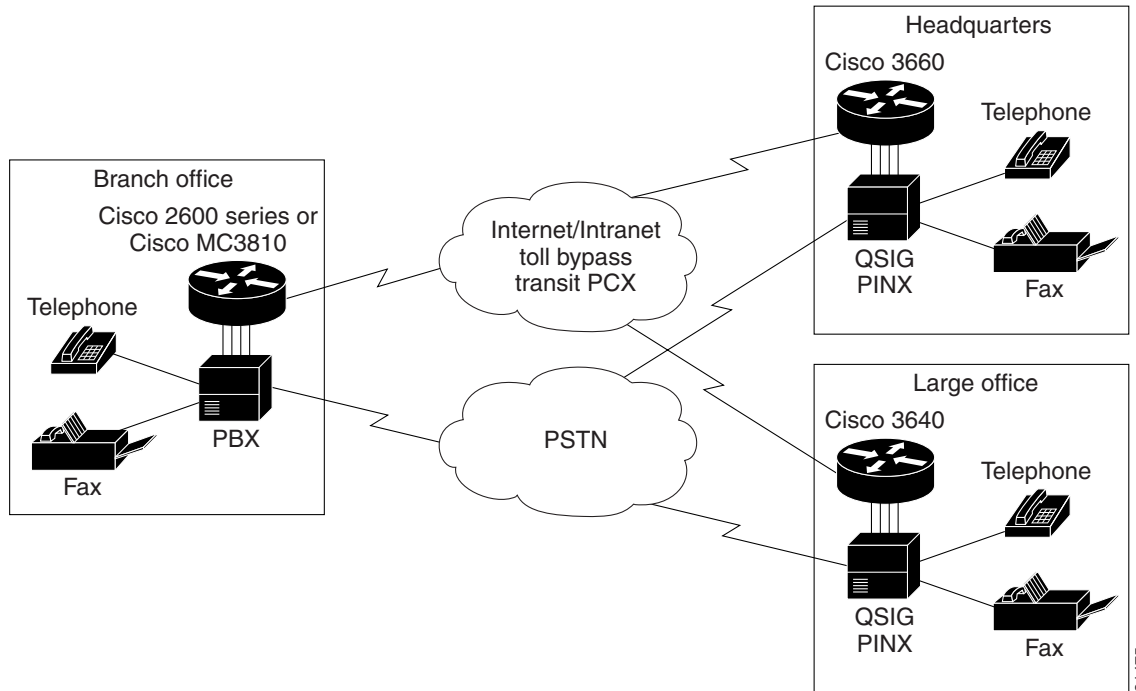 Headquarters
Cisco 3660
Telephone
QSIG
PINX
Fax
Branch office
Cisco 2600 series or
Cisco MC3810
Telephone
PBX
Fax
Internet/Intranet
toll bypass
transit PCX
PSTN
Large office
Cisco 3640
Telephone
QSIG
PINX
Fax